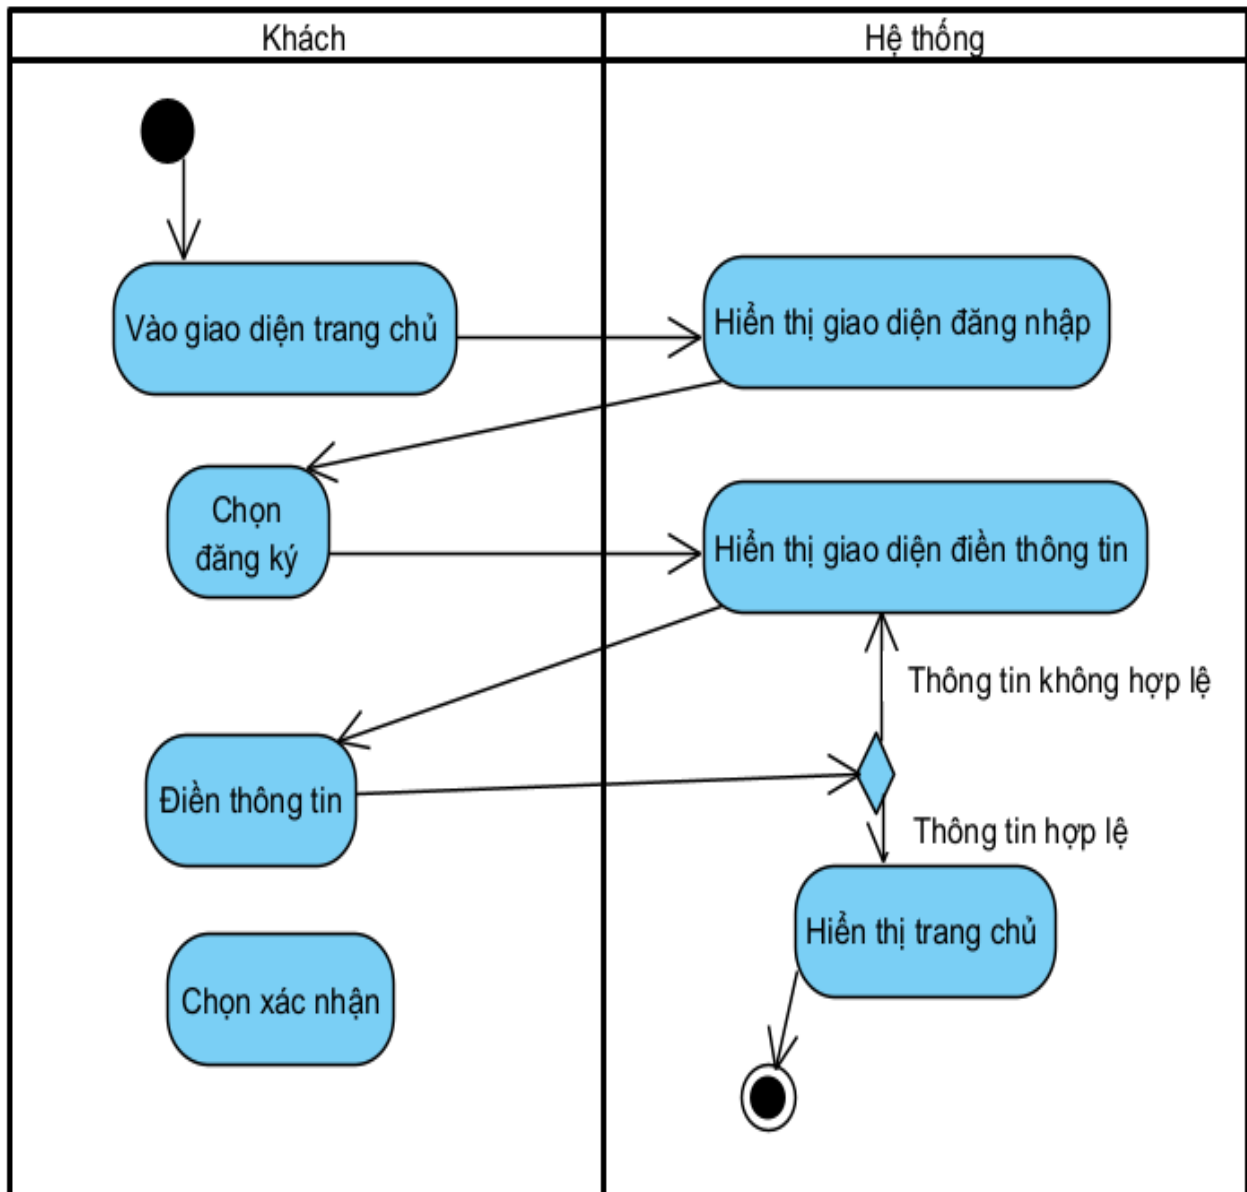 Khách
Hệ thống
Vào giao diện trang chủ
Hiển thị giao diện đăng nhập
Chọn
đăng ký
Hiển thị giao diện điền thông tin
Thông tin không hợp lệ
Điền thông tin
Thông tin hợp lệ
Hiển thị trang chủ
Chọn xác nhận